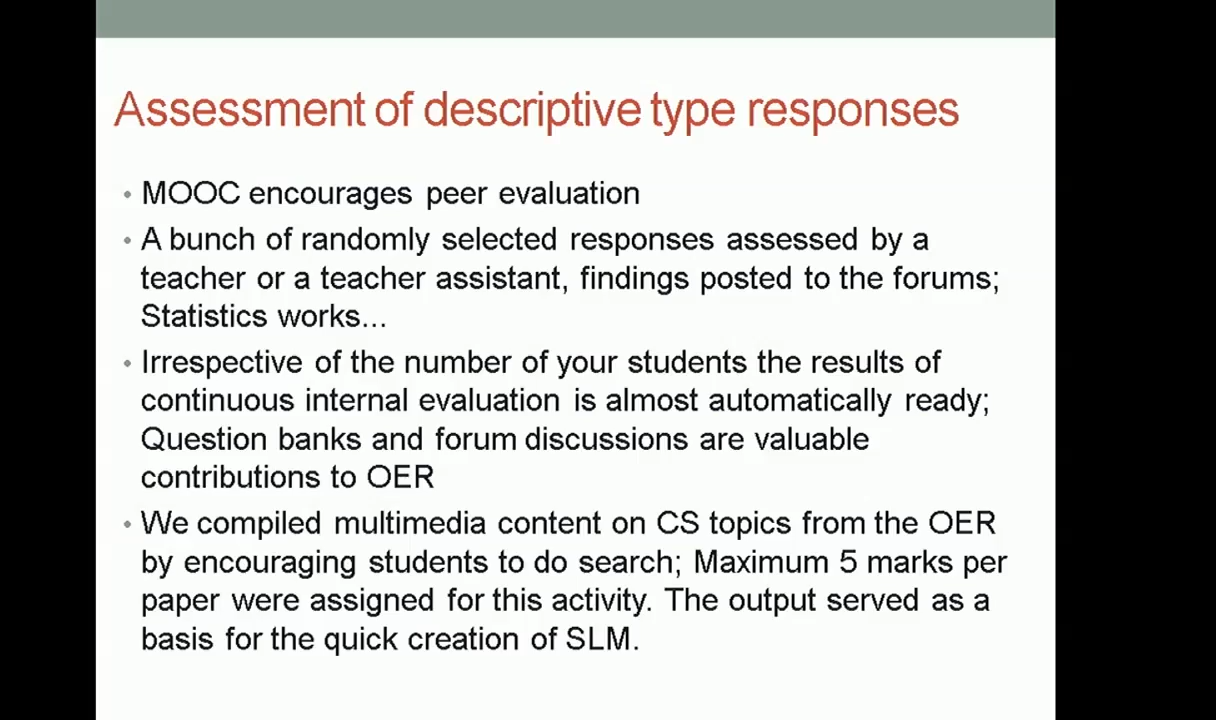 Assessment of descriptive type responses
• MOOC encourages peer evaluation
• A bunch of randomly selected responses assessed by a
teacher or a teacher assistant, findings posted to the forums;
Statistics works...
• Irrespective of the number of your students the results of
continuous internal evaluation is almost automatically ready;
Question banks and forum discussions are valuable
contributions to OER
• We compiled multimedia content on CS topics from the OER
by encouraging students to do search; Maximum 5 marks per
paper were assigned for this activity. The output served as a
basis for the quick creation of SLM.